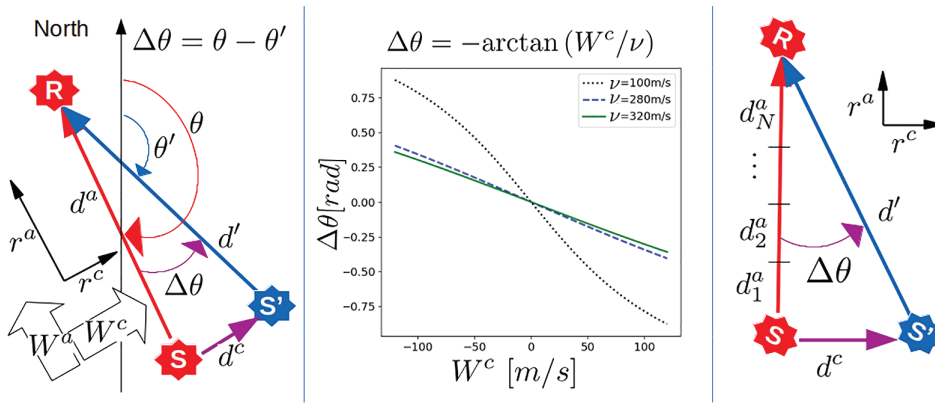 North
Δθ = θ − θ′
R
θ
θ′
d^a
d′
r^a
r^c
Δθ
S'
W^a
W^c
S
d^c
Δθ = −arctan (W^c/ν)
ν=100m/s
ν=280m/s
ν=320m/s
0.75
0.50
0.25
0.00
−0.25
−0.50
−0.75
Δθ[rad]
−100
−50
0
50
100
W^c [m/s]
R
d^a_N
r^a
r^c
⋮
d′
d^a_2
Δθ
d^a_1
S
S'
d^c